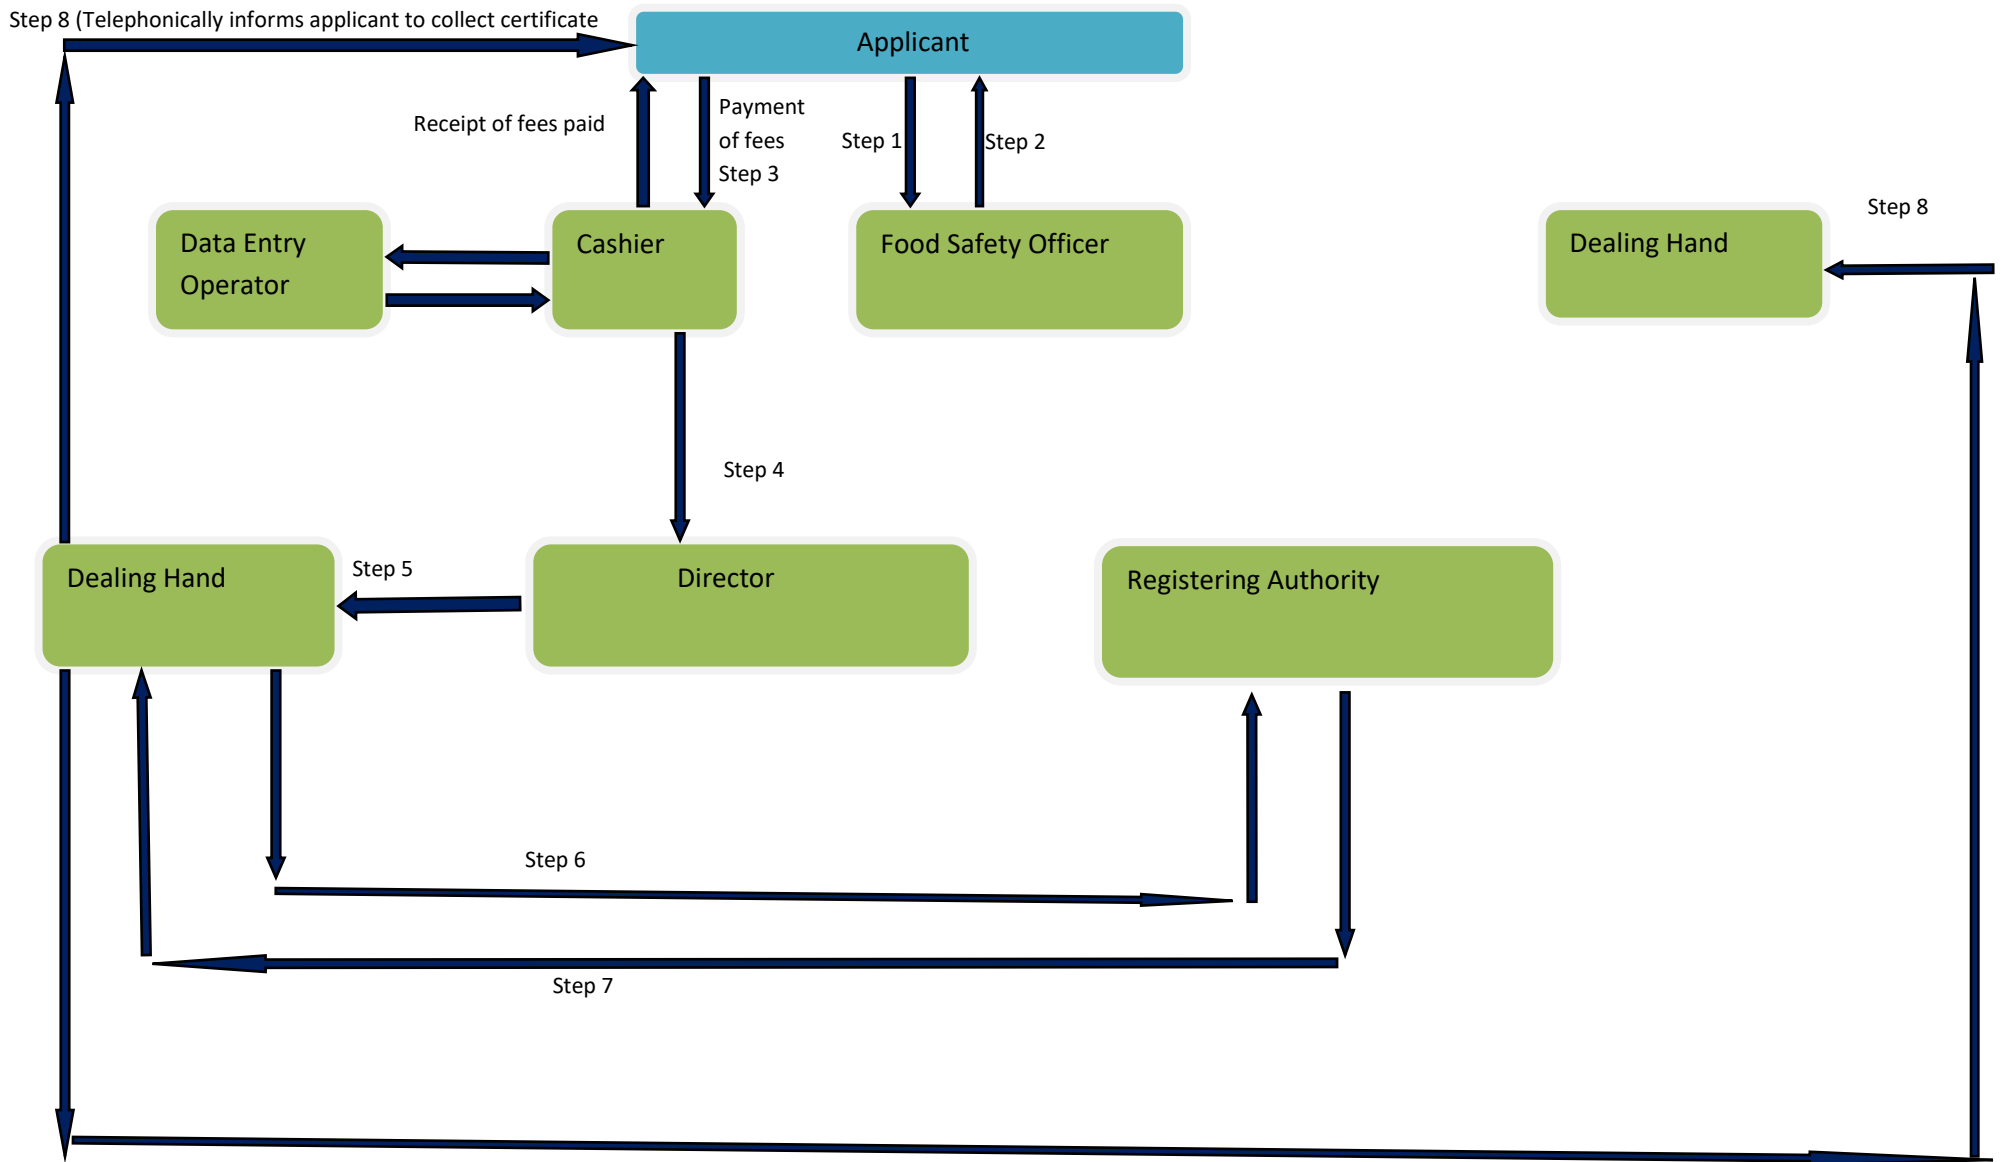 Step 8 (Telephonically informs applicant to collect certificate
Applicant
Receipt of fees paid
Payment
of fees
Step 3
Step 1
Step 2
Data Entry
Operator
Cashier
Food Safety Officer
Dealing Hand
Step 8
Step 4
Dealing Hand
Step 5
Director
Registering Authority
Step 6
Step 7